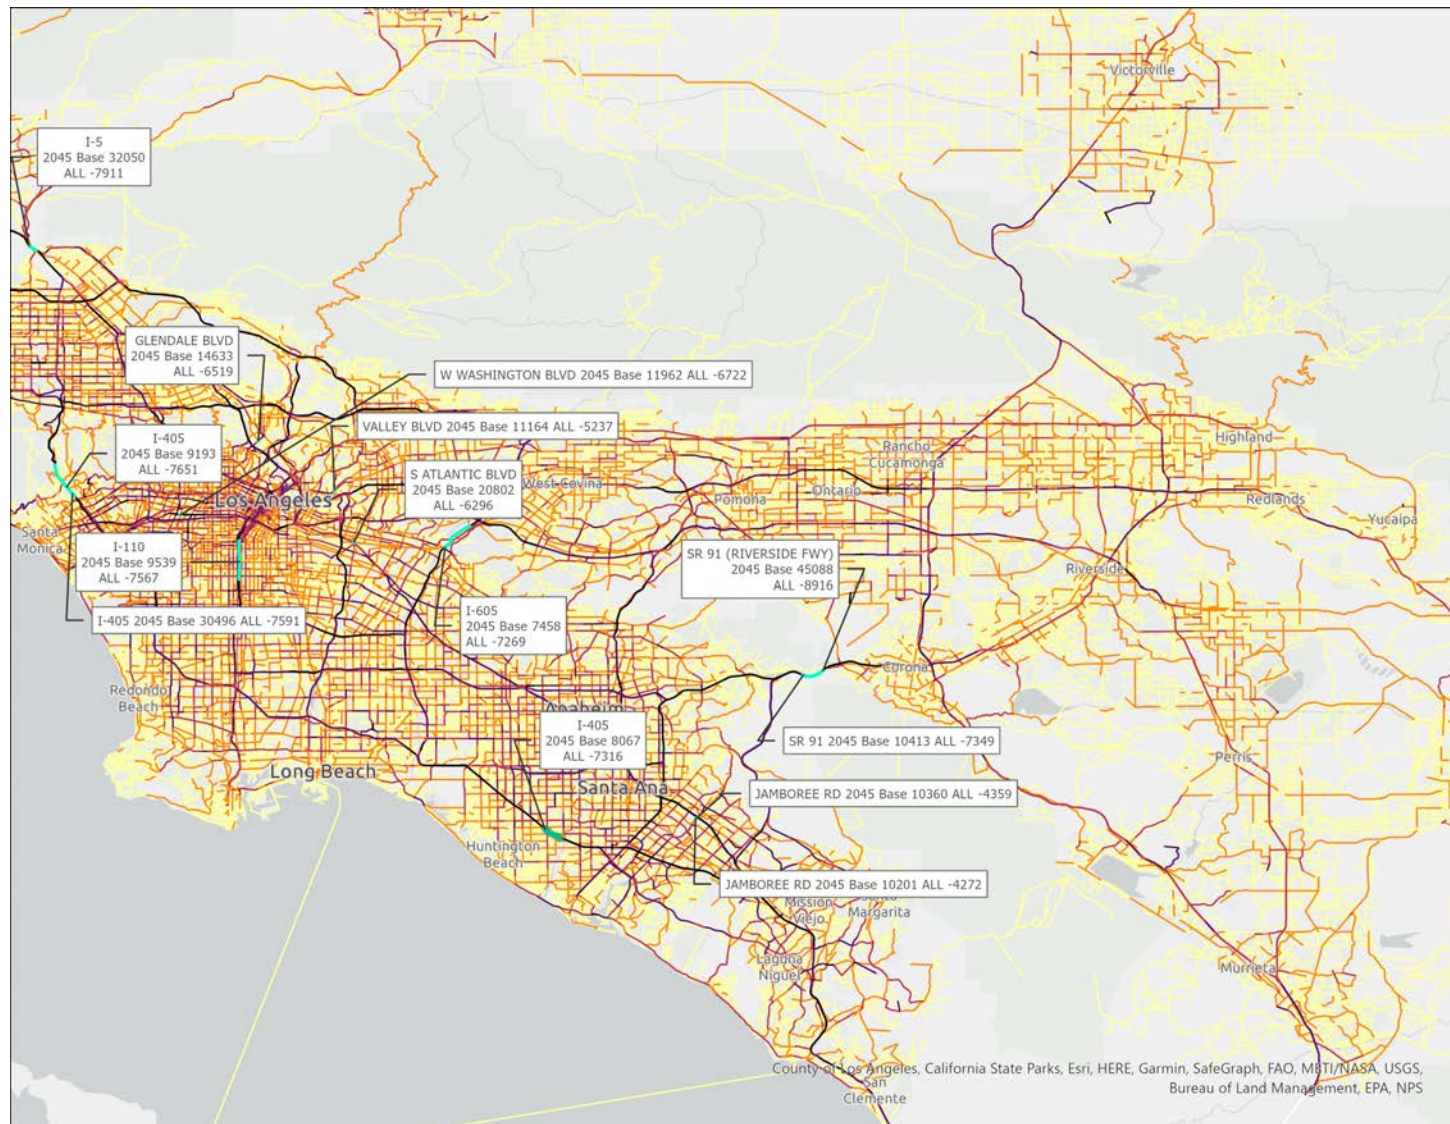 Victorville
I-5
2045 Base 32050
ALL -7911
GLENDALE BLVD
2045 Base 14633
ALL -6519
W WASHINGTON BLVD 2045 Base 11962 ALL -6722
VALLEY BLVD 2045 Base 11164 ALL -5237
I-405
2045 Base 9193
ALL -7651
S ATLANTIC BLVD
2045 Base 20802
ALL -6296
Highland
Rancho
Cucamonga
West Covina
Pomona
Ontario
Redlands
Yucaipa
Los Angeles
Santa
Monica
I-110
2045 Base 9539
ALL -7567
SR 91 (RIVERSIDE FWY)
2045 Base 45088
ALL -8916
Riverside
I-405 2045 Base 30496 ALL -7591
I-605
2045 Base 7458
ALL -7269
Corona
Redondo
Beach
Anaheim
I-405
2045 Base 8067
ALL -7316
SR 91 2045 Base 10413 ALL -7349
Perris
Long Beach
Santa Ana
JAMBOREE RD 2045 Base 10360 ALL -4359
Huntington
Beach
JAMBOREE RD 2045 Base 10201 ALL -4272
Mission
Viejo
Margarita
Laguna
Niguel
Murrieta
San
Clemente
County of Los Angeles, California State Parks, Esri, HERE, Garmin, SafeGraph, FAO, METI/NASA, USGS,
Bureau of Land Management, EPA, NPS